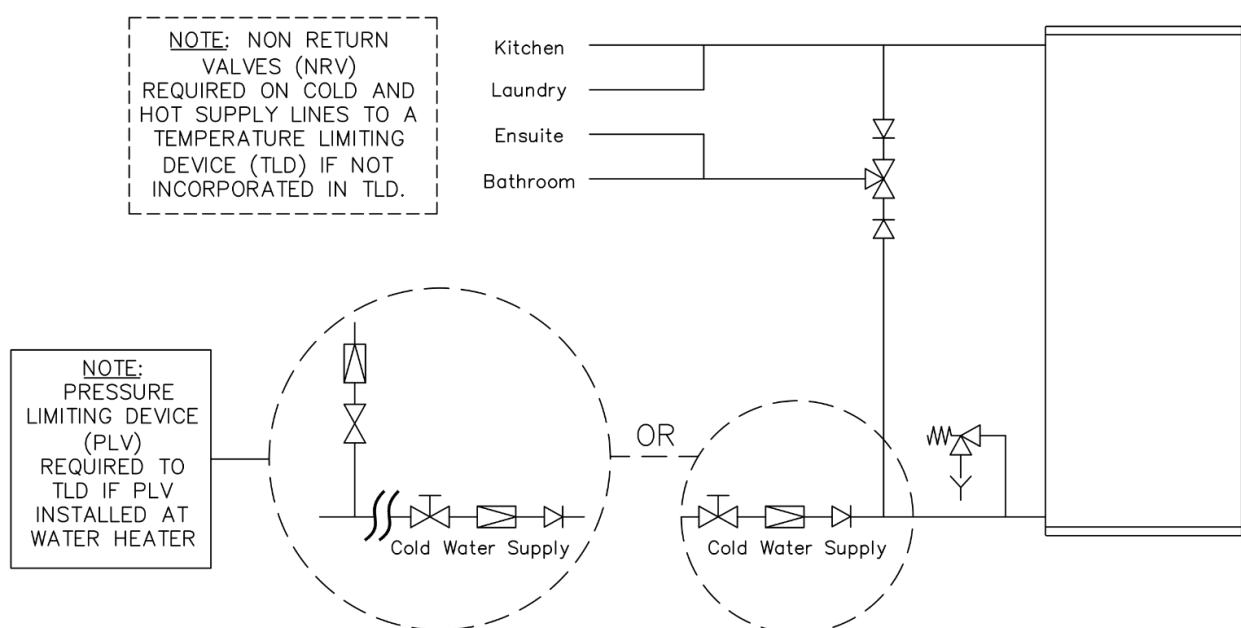 NOTE: NON RETURN
VALVES (NRV)
REQUIRED ON COLD AND
HOT SUPPLY LINES TO A
TEMPERATURE LIMITING
DEVICE (TLD) IF NOT
INCORPORATED IN TLD.
Kitchen
Laundry
Ensuite
Bathroom
NOTE:
PRESSURE
LIMITING DEVICE
(PLV)
REQUIRED TO
TLD IF PLV
INSTALLED AT
WATER HEATER
OR
Cold Water Supply
Cold Water Supply